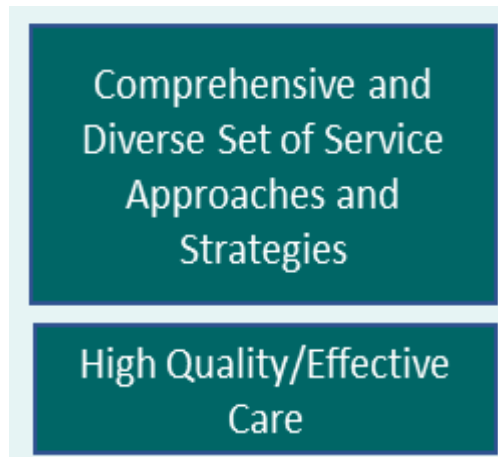 Comprehensive and
Diverse Set of Service
Approaches and
Strategies
High Quality/Effective
Care